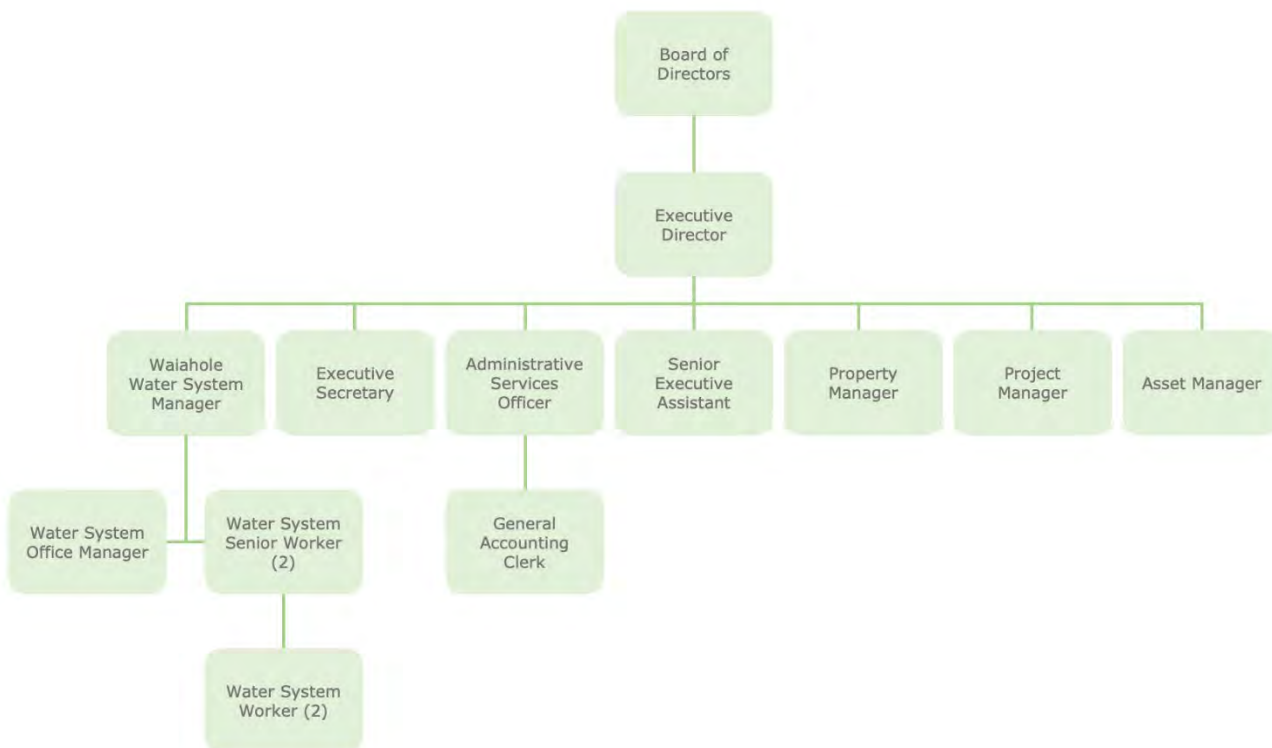 Board of
Directors
Executive
Director
Waiahole
Water System
Manager
Executive
Secretary
Administrative
Services
Officer
Senior
Executive
Assistant
Property
Manager
Project
Manager
Asset Manager
Water System
Office Manager
Water System
Senior Worker
(2)
General
Accounting
Clerk
Water System
Worker (2)